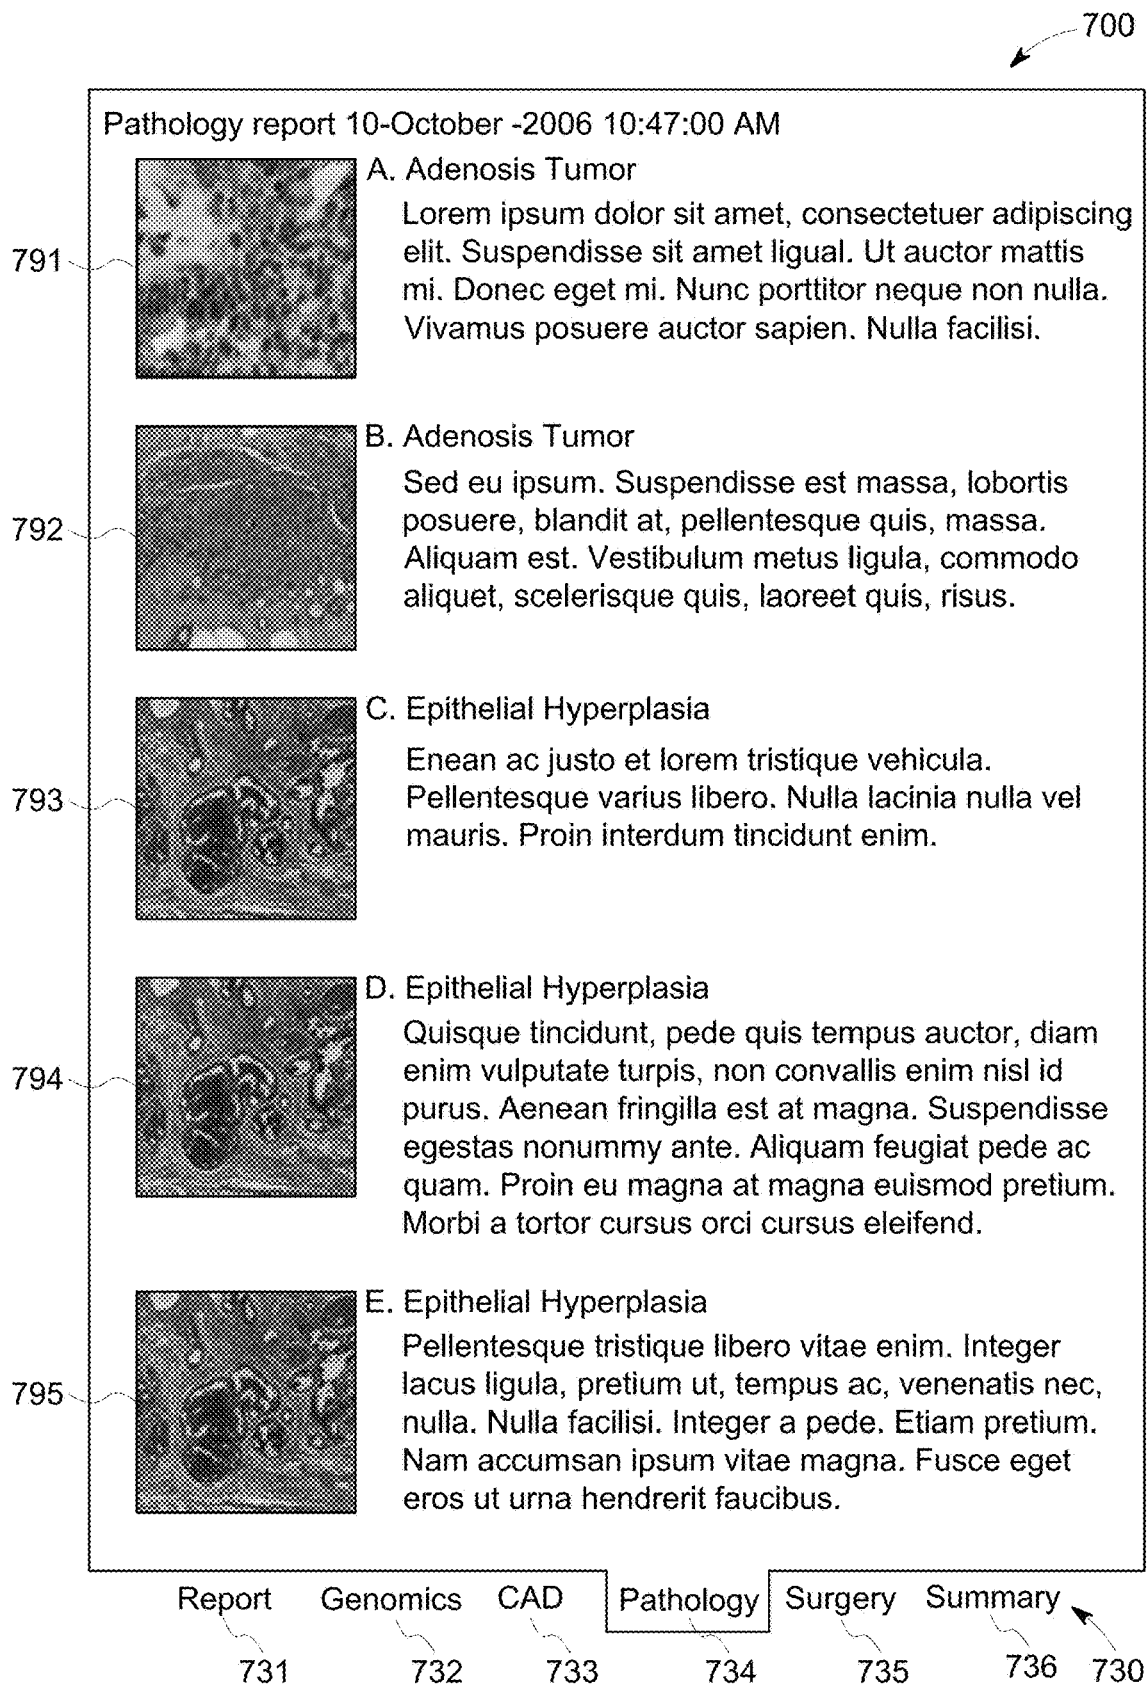 700
Pathology report 10-October -2006 10:47:00 AM
A. Adenosis Tumor
Lorem ipsum dolor sit amet, consectetuer adipiscing
elit. Suspendisse sit amet ligual. Ut auctor mattis
mi. Donec eget mi. Nunc porttitor neque non nulla.
Vivamus posuere auctor sapien. Nulla facilisi.
791
B. Adenosis Tumor
Sed eu ipsum. Suspendisse est massa, lobortis
posuere, blandit at, pellentesque quis, massa.
Aliquam est. Vestibulum metus ligula, commodo
aliquet, scelerisque quis, laoreet quis, risus.
792
C. Epithelial Hyperplasia
Enean ac justo et lorem tristique vehicula.
Pellentesque varius libero. Nulla lacinia nulla vel
mauris. Proin interdum tincidunt enim.
793
D. Epithelial Hyperplasia
Quisque tincidunt, pede quis tempus auctor, diam
enim vulputate turpis, non convallis enim nisl id
purus. Aenean fringilla est at magna. Suspendisse
egestas nonummy ante. Aliquam feugiat pede ac
quam. Proin eu magna at magna euismod pretium.
Morbi a tortor cursus orci cursus eleifend.
794
E. Epithelial Hyperplasia
Pellentesque tristique libero vitae enim. Integer
lacus ligula, pretium ut, tempus ac, venenatis nec,
nulla. Nulla facilisi. Integer a pede. Etiam pretium.
Nam accumsan ipsum vitae magna. Fusce eget
eros ut urna hendrerit faucibus.
795
Report Genomics CAD Pathology Surgery Summary
731 732 733 734 735 736 730